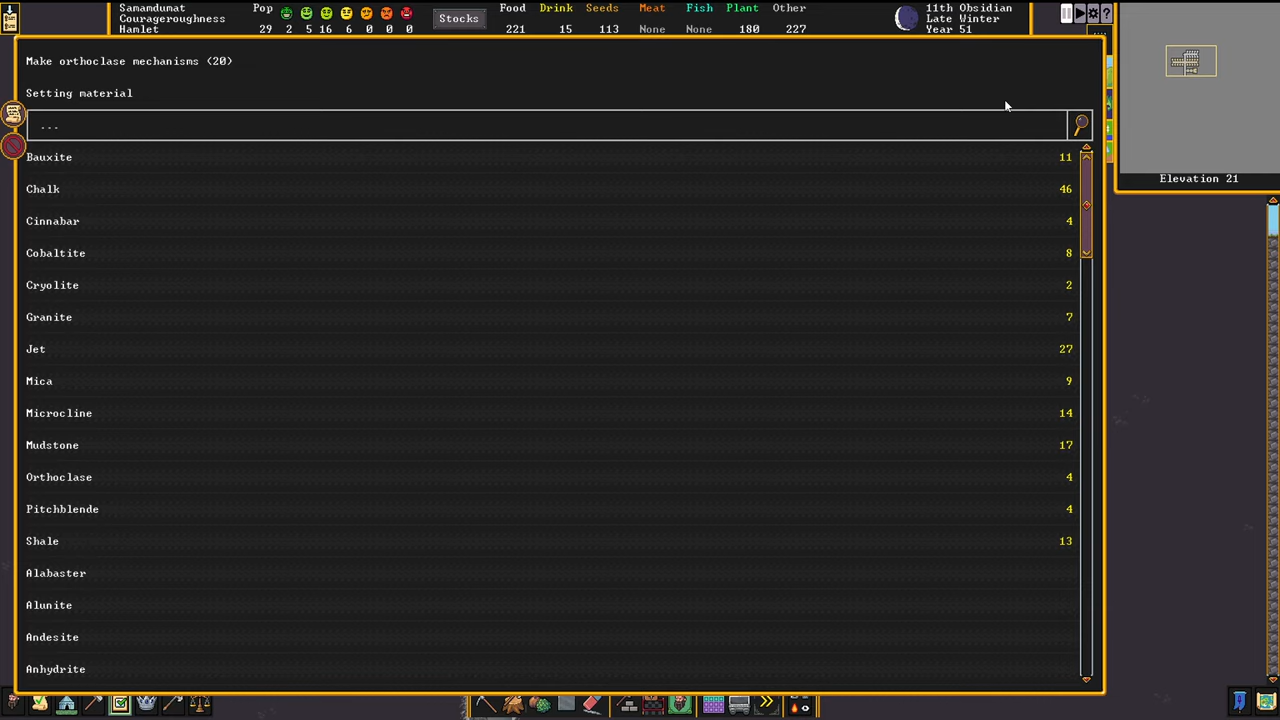 Samandumat Pop Food Drink Seeds Meat Fish Plant Other 11th Obsidian
Courageroughness Stocks Late Winter
Hamlet 29 2 5 16 6 0 0 0 221 15 113 None None 180 227 Year 51
Make orthoclase mechanisms (20)
Setting material
...
Bauxite 11
Chalk 46
Cinnabar 4
Cobaltite 8
Cryolite 2
Granite 7
Jet 27
Mica 9
Microcline 14
Mudstone 17
Orthoclase 4
Pitchblende 4
Shale 13
Alabaster
Alunite
Andesite
Anhydrite
Elevation 21